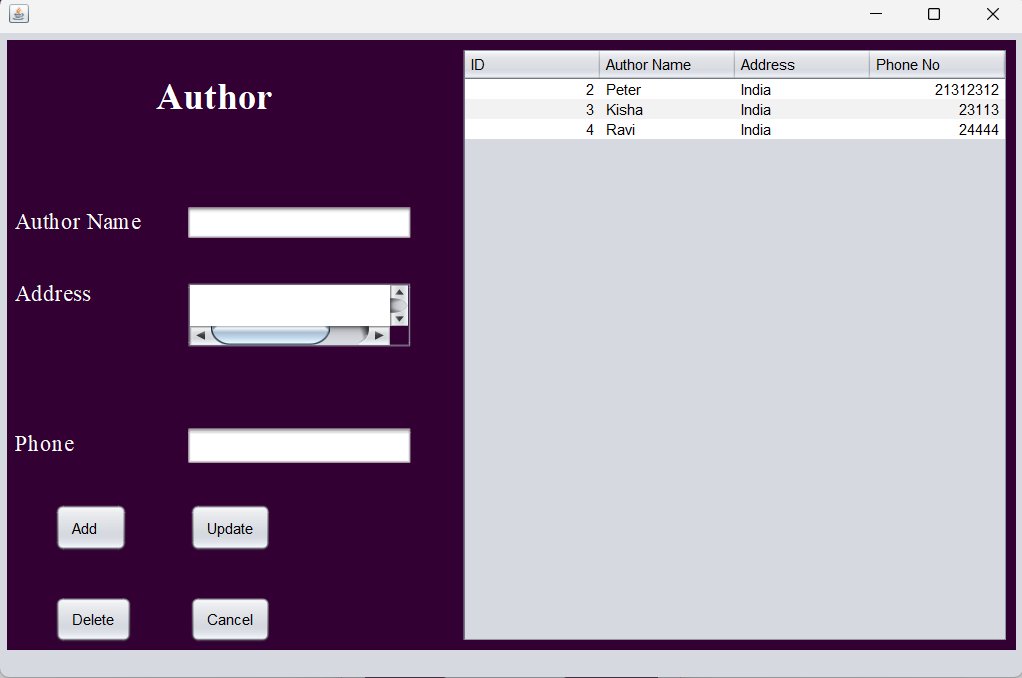 Author
Author Name
Address
Phone
Add Update
Delete Cancel
ID Author Name Address Phone No
2 Peter India 21312312
3 Kisha India 23113
4 Ravi India 24444